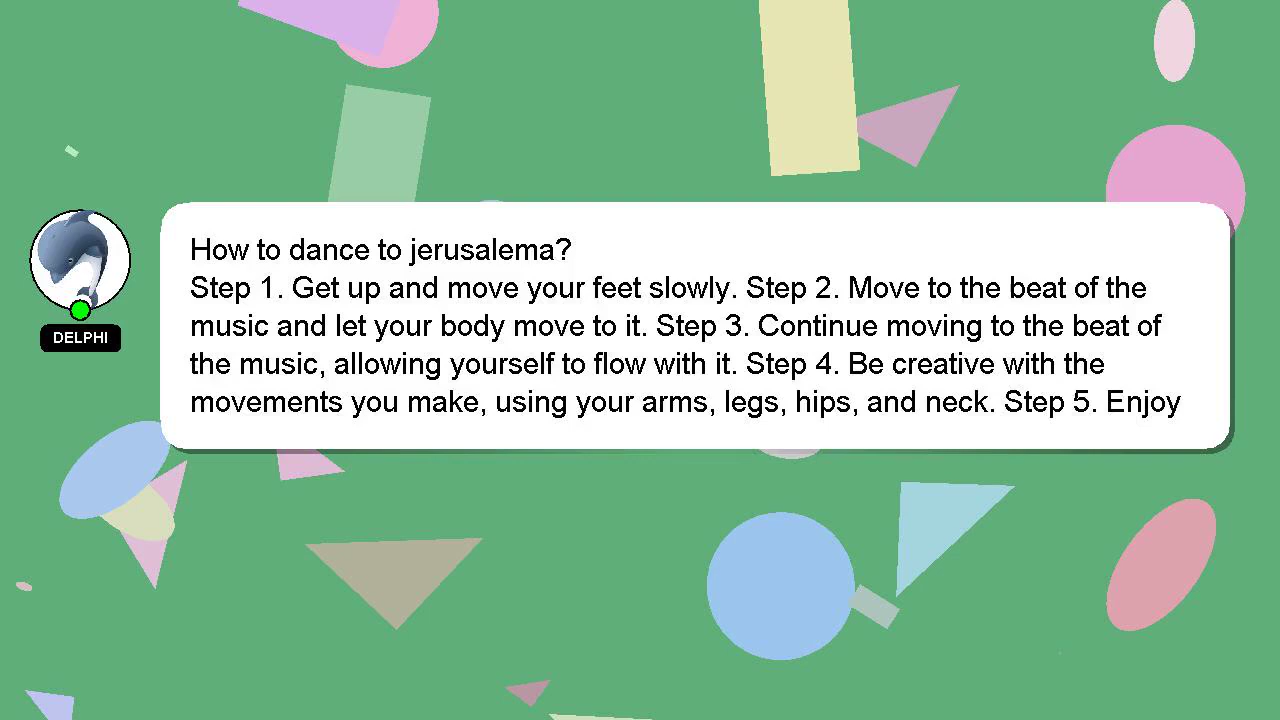 How to dance to jerusalema?
Step 1. Get up and move your feet slowly. Step 2. Move to the beat of the
music and let your body move to it. Step 3. Continue moving to the beat of
the music, allowing yourself to flow with it. Step 4. Be creative with the
movements you make, using your arms, legs, hips, and neck. Step 5. Enjoy
DELPHI